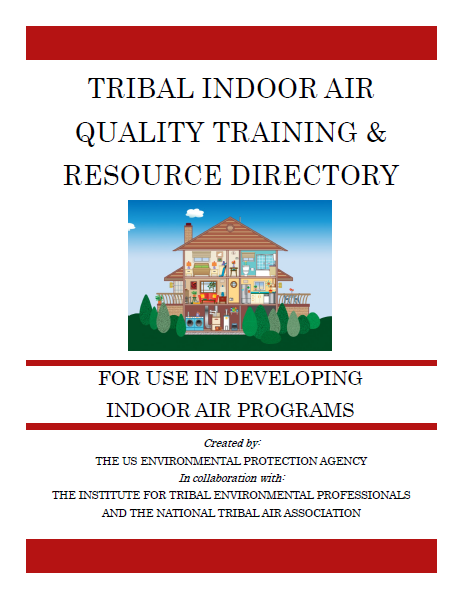 TRIBAL INDOOR AIR
QUALITY TRAINING &
RESOURCE DIRECTORY
FOR USE IN DEVELOPING
INDOOR AIR PROGRAMS
Created by:
THE US ENVIRONMENTAL PROTECTION AGENCY
In collaboration with:
THE INSTITUTE FOR TRIBAL ENVIRONMENTAL PROFESSIONALS
AND THE NATIONAL TRIBAL AIR ASSOCIATION